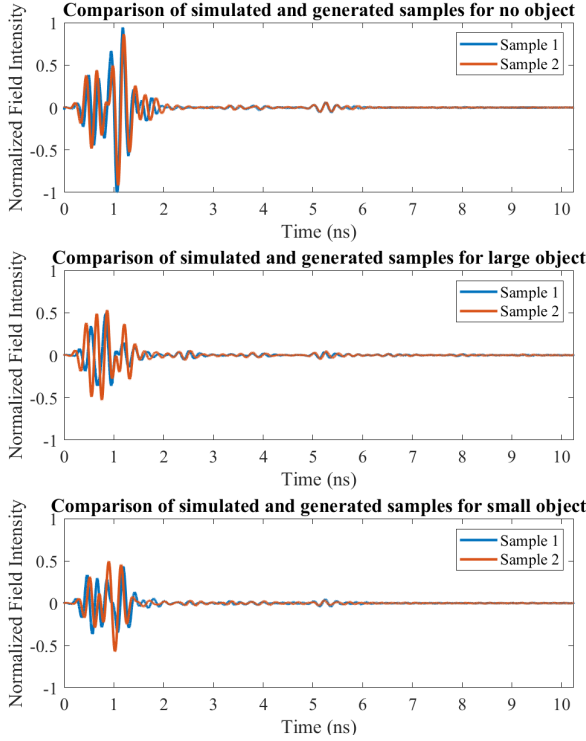 Comparison of simulated and generated samples for no object
Normalized Field Intensity
1
0.5
0
-0.5
-1
Sample 1
Sample 2
0 1 2 3 4 5 6 7 8 9 10
Time (ns)
Comparison of simulated and generated samples for large object
Normalized Field Intensity
1
0.5
0
-0.5
-1
Sample 1
Sample 2
0 1 2 3 4 5 6 7 8 9 10
Time (ns)
Comparison of simulated and generated samples for small object
Normalized Field Intensity
1
0.5
0
-0.5
-1
Sample 1
Sample 2
0 1 2 3 4 5 6 7 8 9 10
Time (ns)